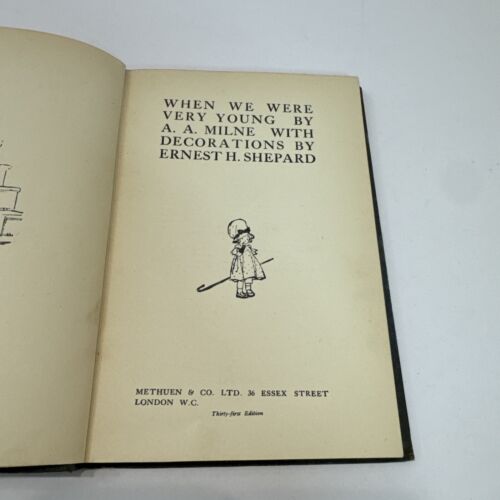 WHEN WE WERE
VERY YOUNG BY
A. A. MILNE WITH
DECORATIONS BY
ERNEST H. SHEPARD
METHUEN & CO. LTD. 36 ESSEX STREET
LONDON W.C.
Thirty-first Edition